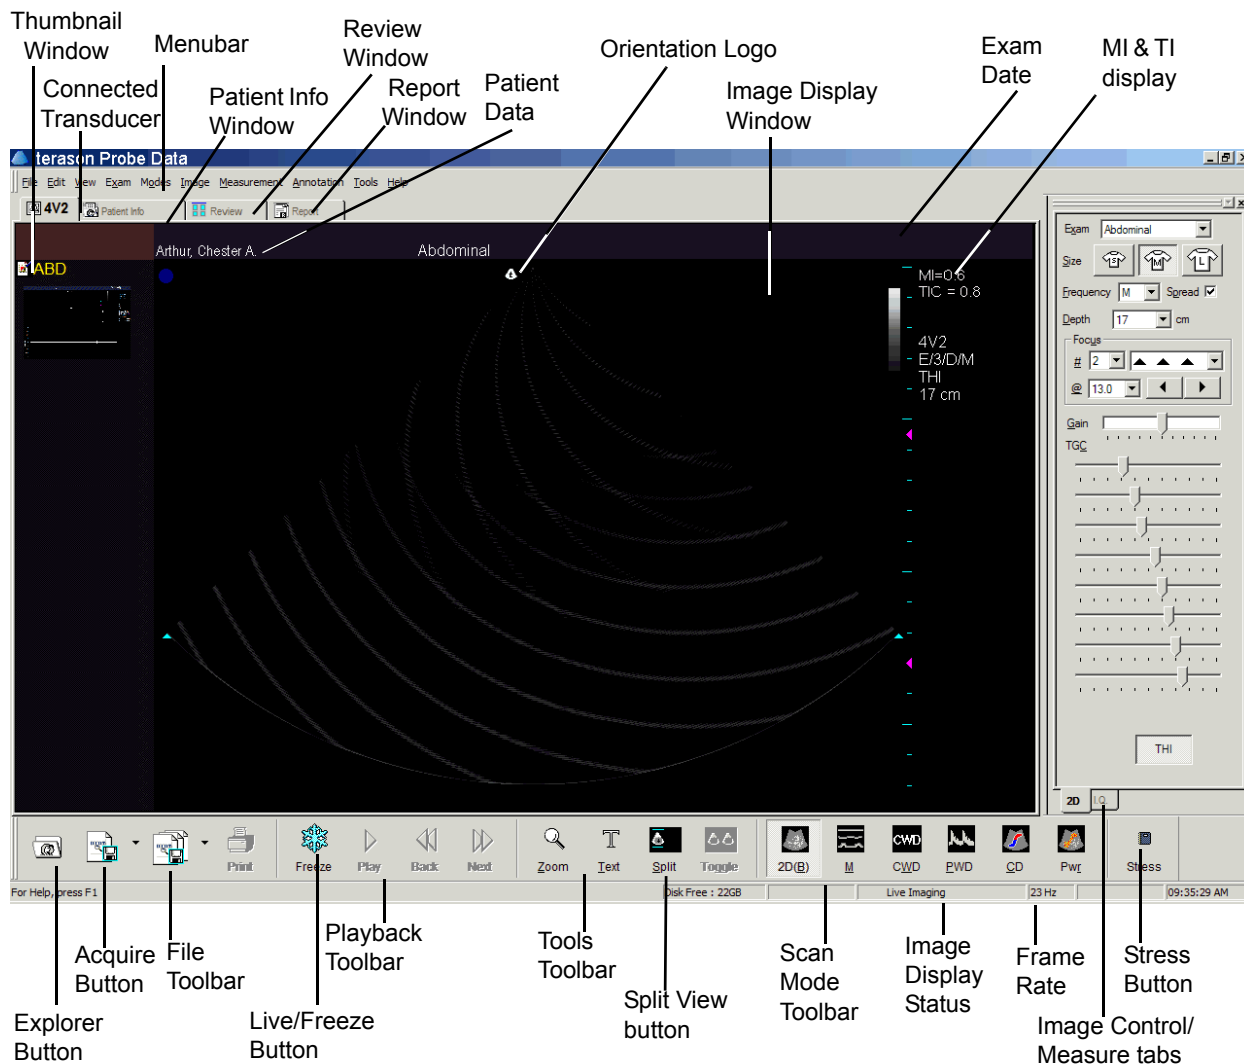 Thumbnail
Window
Menubar
Review
Window
Orientation Logo
Exam
Date
MI & TI
display
Connected
Transducer
Patient Info
Window
Report
Window
Patient
Data
Image Display
Window
terason Probe Data
File Edit View Exam Modes Image Measurement Annotation Tools Help
4V2 Patient Info Review Report
Arthur, Chester A. Abdominal
ABD
MI=0.6
TIC = 0.8
4V2
E/3/D/M
THI
17 cm
Exam Abdominal
Size S M L
Frequency M Spread
Depth 17 cm
Focus
# 2
@ 13.0
Gain
TGC
THI
2D I.Q.
Print Freeze Play Back Next Zoom Text Split Toggle 2D(B) M CWD CWD PWD CD Pwr Stress
For Help, press F1 Disk Free : 22GB Live Imaging 23 Hz 09:35:29 AM
Acquire
Button
File
Toolbar
Playback
Toolbar
Tools
Toolbar
Scan
Mode
Toolbar
Image
Display
Status
Frame
Rate
Stress
Button
Explorer
Button
Live/Freeze
Button
Split View
button
Image Control/
Measure tabs